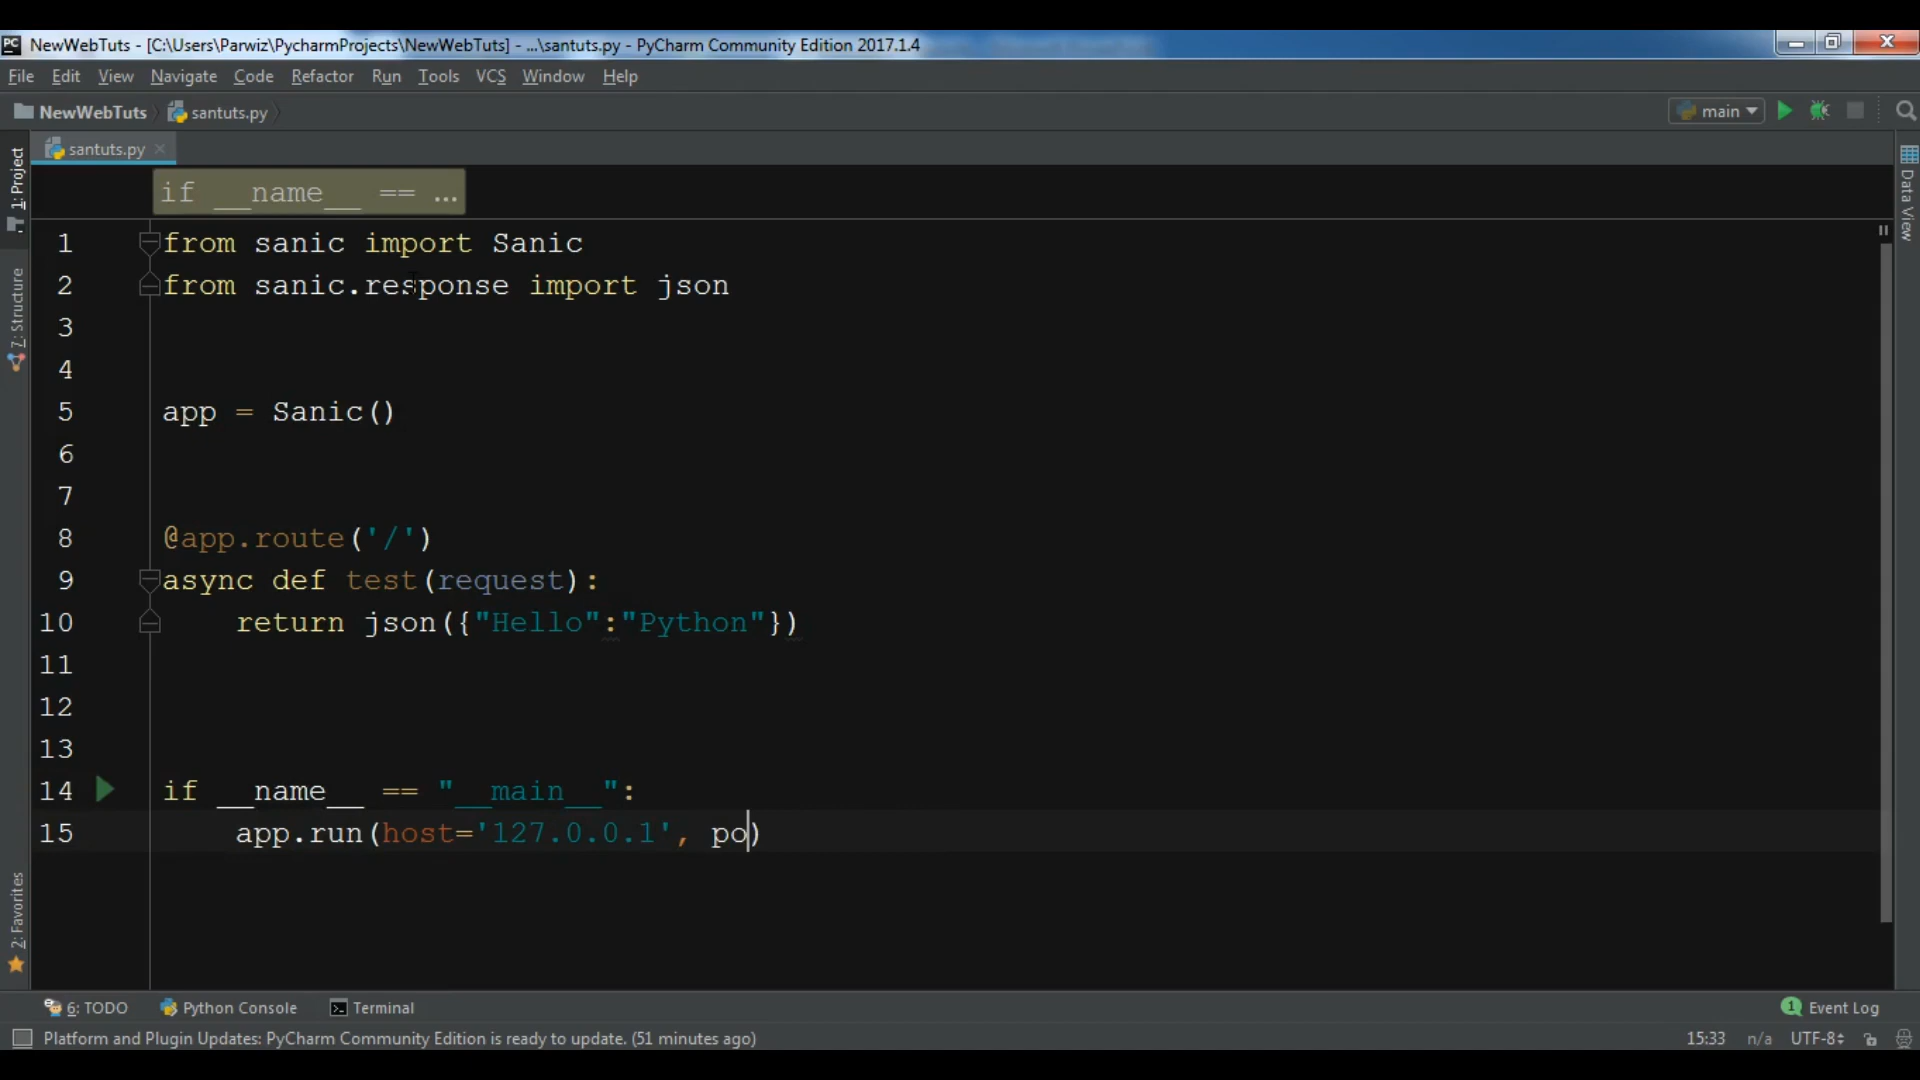 PC NewWebTuts - [C:\Users\Parwiz\PycharmProjects\NewWebTuts] - ...\santuts.py - PyCharm Community Edition 2017.1.4
File Edit View Navigate Code Refactor Run Tools VCS Window Help
NewWebTuts santuts.py main
santuts.py
1: Project
7: Structure
2: Favorites
Data View
if __name__ == ...
1 from sanic import Sanic
2 from sanic.response import json
3
4
5 app = Sanic()
6
7
8 @app.route('/')
9 async def test(request):
10 return json({"Hello":"Python"})
11
12
13
14 if __name__ == "__main__":
15 app.run(host='127.0.0.1', po)
6: TODO Python Console Terminal 1 Event Log
Platform and Plugin Updates: PyCharm Community Edition is ready to update. (51 minutes ago) 15:33 n/a UTF-8